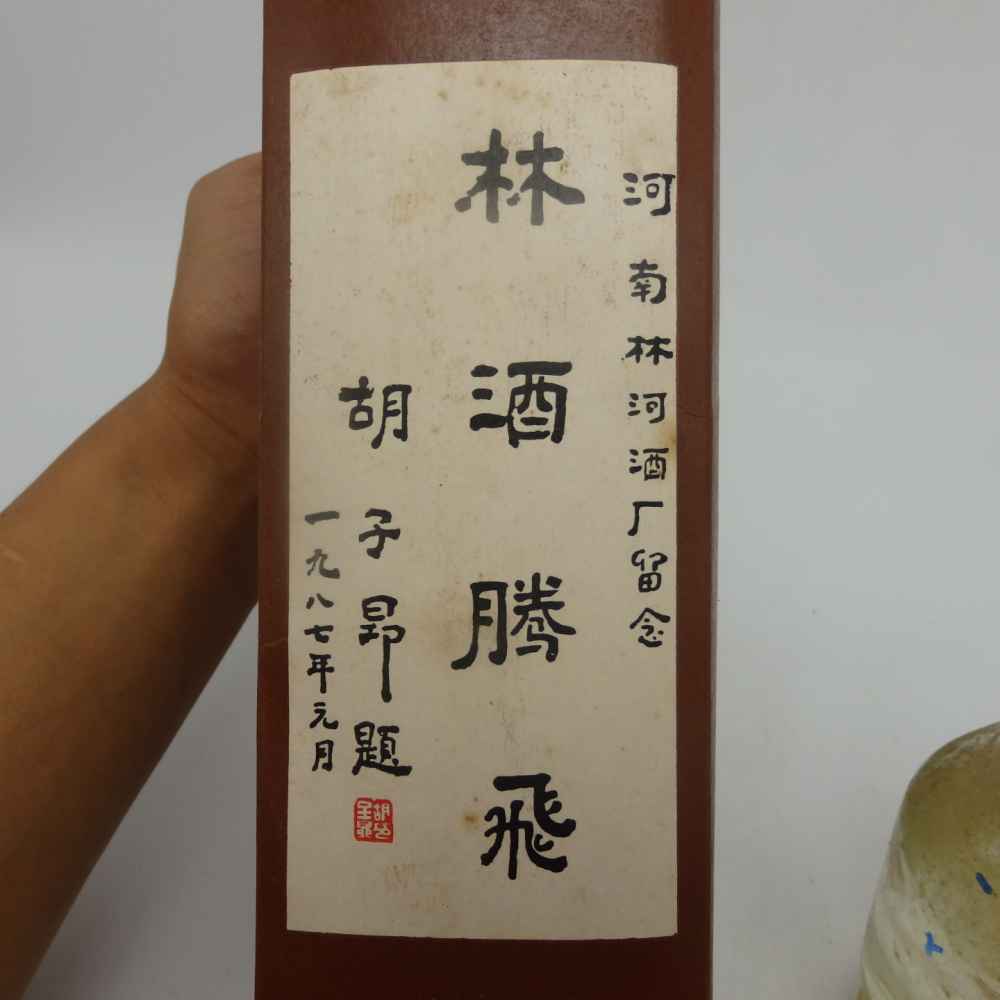 河南林河酒厂留念
林酒腾飛
胡子昂题
一九八七年元月